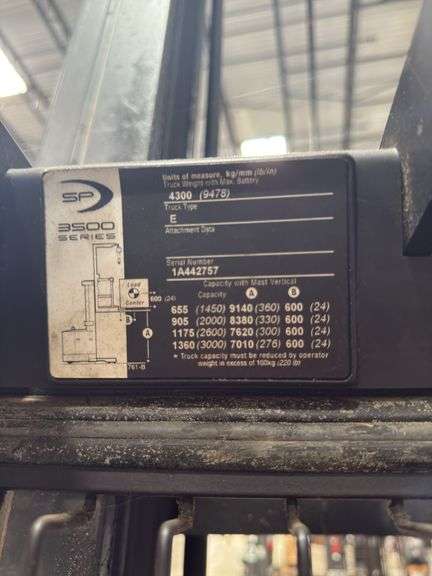 SP
3500
SERIES
Units of measure, kg/mm (lb/in)
Truck Weight with Max. Battery
4300 (9478)
Truck Type
E
Attachment Data
Serial Number
1A442757
Capacity with Mast Vertical
Capacity A B
655 (1450) 9140 (360) 600 (24)
905 (2000) 8380 (330) 600 (24)
1175 (2600) 7620 (300) 600 (24)
1360 (3000) 7010 (276) 600 (24)
* Truck capacity must be reduced by operator
weight in excess of 100kg (220 lb)
Load
Center
600 (24)
B
A
761-B